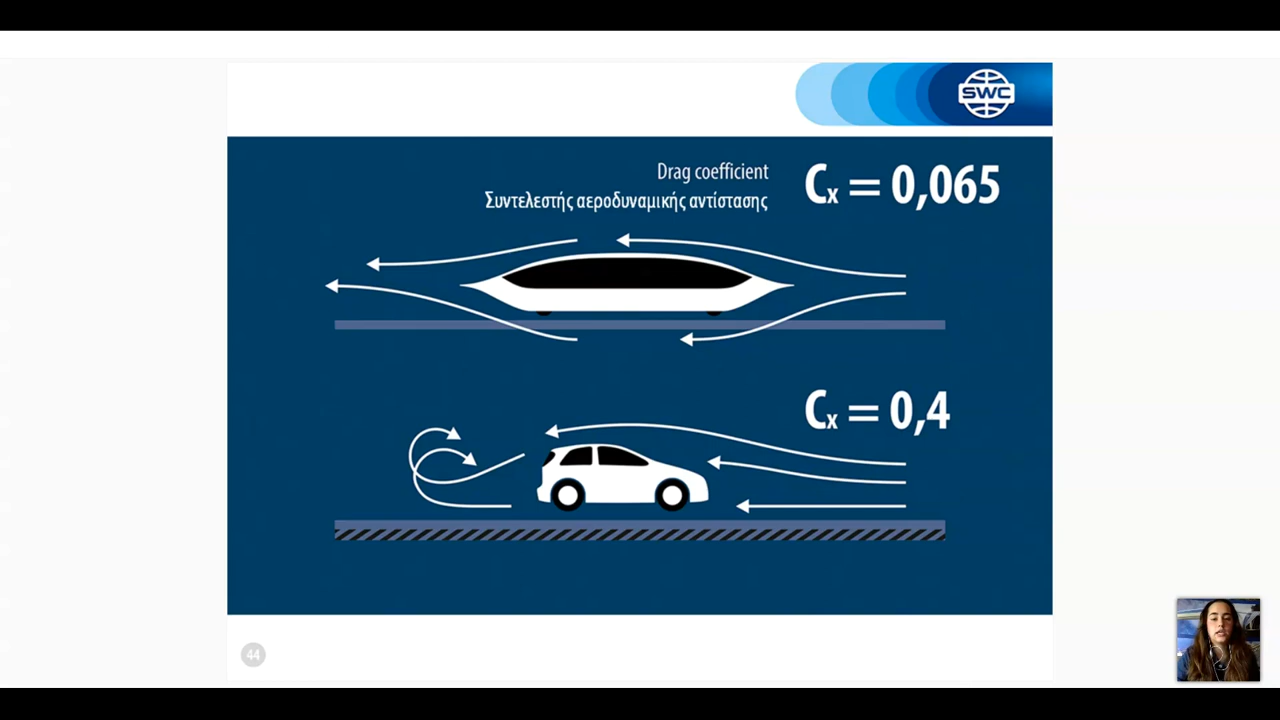 SWC
Drag coefficient
Συντελεστής αεροδυναμικής αντίστασης
Cx = 0,065
Cx = 0,4
44